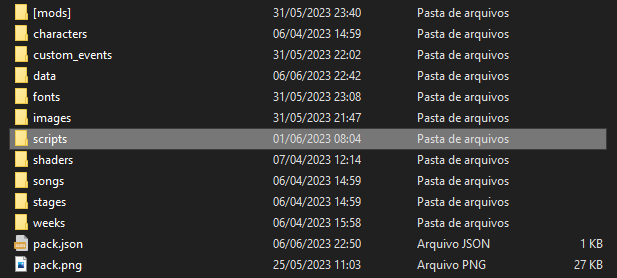 [mods] 31/05/2023 23:40 Pasta de arquivos
characters 06/04/2023 14:59 Pasta de arquivos
custom_events 31/05/2023 22:02 Pasta de arquivos
data 06/06/2023 22:42 Pasta de arquivos
fonts 31/05/2023 23:08 Pasta de arquivos
images 31/05/2023 21:47 Pasta de arquivos
scripts 01/06/2023 08:04 Pasta de arquivos
shaders 07/04/2023 12:14 Pasta de arquivos
songs 06/04/2023 14:59 Pasta de arquivos
stages 06/04/2023 14:59 Pasta de arquivos
weeks 06/04/2023 15:58 Pasta de arquivos
pack.json 06/06/2023 22:50 Arquivo JSON 1 KB
pack.png 25/05/2023 11:03 Arquivo PNG 27 KB